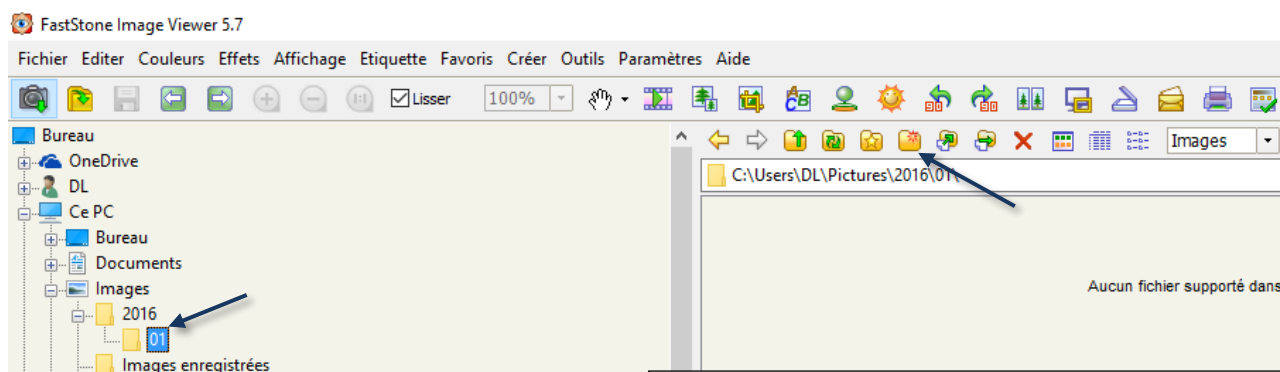 FastStone Image Viewer 5.7
Fichier Editer Couleurs Effets Affichage Etiquette Favoris Créer Outils Paramètres Aide
Lisser 100%
Bureau
Images
OneDrive
DL
C:\Users\DL\Pictures\2016\01\
Ce PC
Bureau
Documents
Images
Aucun fichier supporté dans
2016
01
Images enregistrées